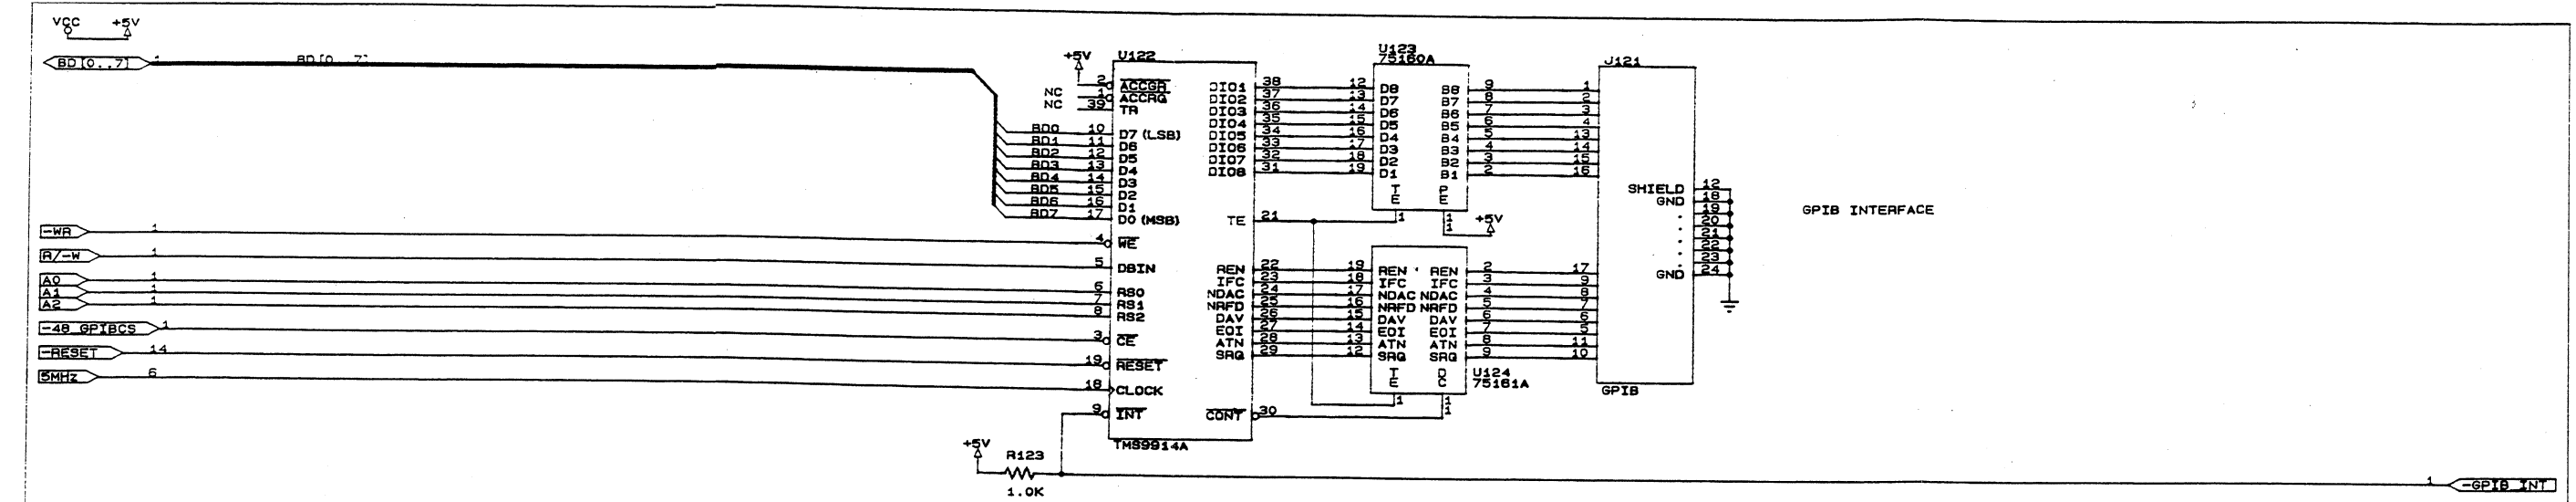 VCC +5V
BD[0..7] 1 BD[0..7]
+5V
U122
2 ACCGR
NC 1 ACCRQ
NC 39 TR
BD0 10 D7 (LSB)
BD1 11 D6
BD2 12 D5
BD3 13 D4
BD4 14 D3
BD5 15 D2
BD6 16 D1
BD7 17 D0 (MSB)
-WR 1 4 WE
R/-W 1 5 DBIN
A0 1 6 RS0
A1 1 7 RS1
A2 1 8 RS2
-48 GPIBCS 1 3 CE
-RESET 14 19 RESET
5MHz 6 18 CLOCK
9 INT
TMS9914A
DIO1 38
DIO2 37
DIO3 36
DIO4 35
DIO5 34
DIO6 33
DIO7 32
DIO8 31
TE 21
REN 22
IFC 23
NDAC 24
NRFD 25
DAV 26
EOI 27
ATN 28
SRQ 29
CONT 30
U123
75160A
12 D8 B8 9
13 D7 B7 8
14 D6 B6 7
15 D5 B5 6
16 D4 B4 5
17 D3 B3 4
18 D2 B2 3
19 D1 B1 2
TE PE
1 11
+5V
19 REN REN 2
18 IFC IFC 3
17 NDAC NDAC 4
16 NRFD NRFD 5
15 DAV DAV 6
14 EOI EOI 7
13 ATN ATN 8
12 SRQ SRQ 9
TE DC
1 11
U124
75161A
J121
1
2
3
4
13
14
15
16
17
9
8
7
6
5
11
10
SHIELD 12
GND 18
. 19
. 20
. 21
. 22
. 23
GND 24
GPIB
GPIB INTERFACE
+5V
R123
1.0K
1 -GPIB INT